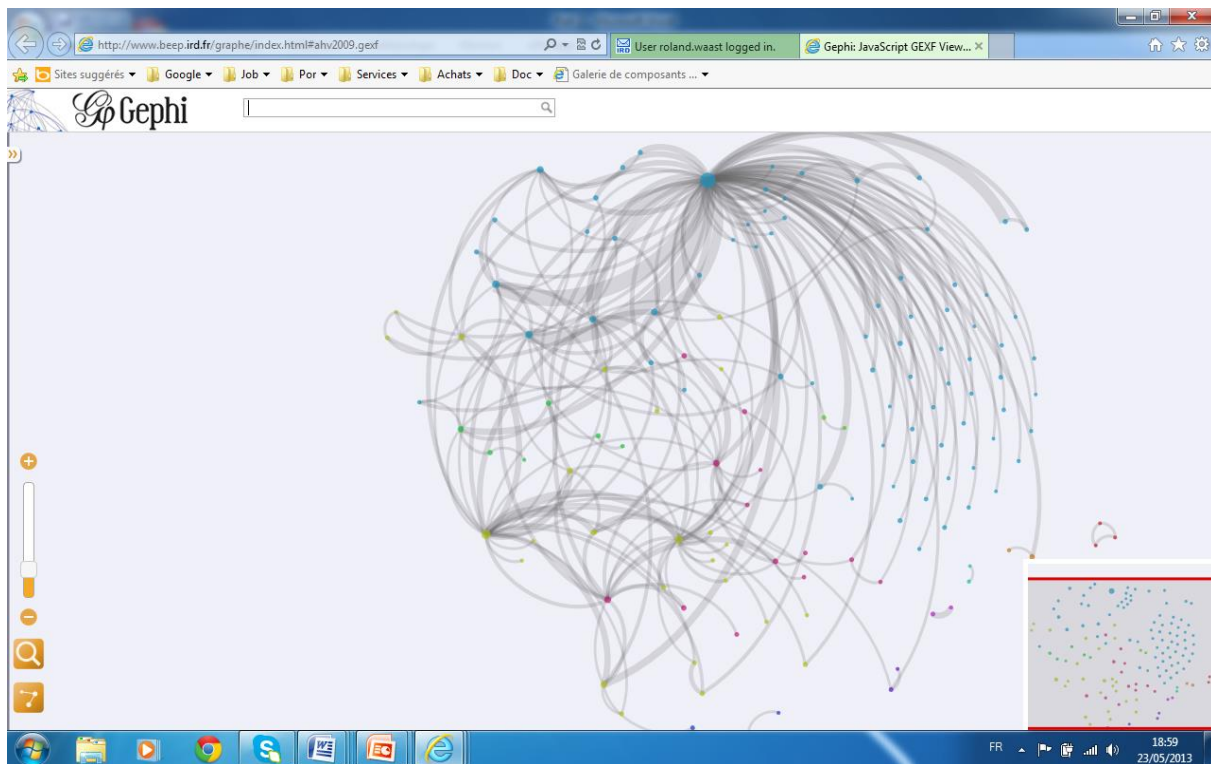 http://www.beep.ird.fr/graphe/index.html#ahv2009.gexf
User roland.waast logged in.
Gephi: JavaScript GEXF View...
Sites suggérés
Google
Job
Por
Services
Achats
Doc
Galerie de composants ...
Gephi
FR
18:59
23/05/2013